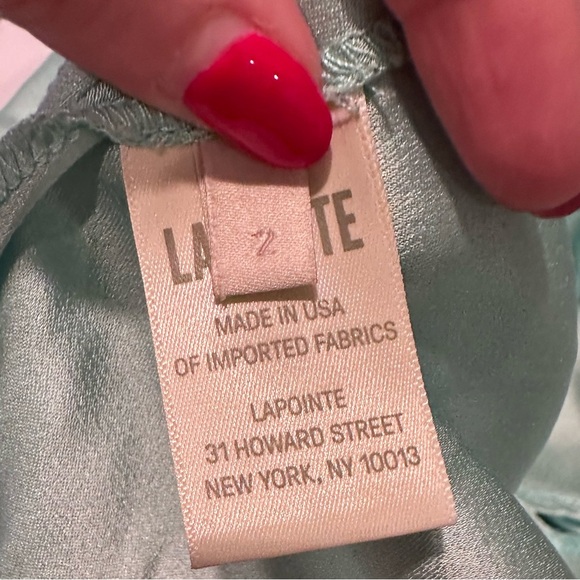 LA TE
2
MADE IN USA
OF IMPORTED FABRICS
LAPOINTE
31 HOWARD STREET
NEW YORK, NY 10013